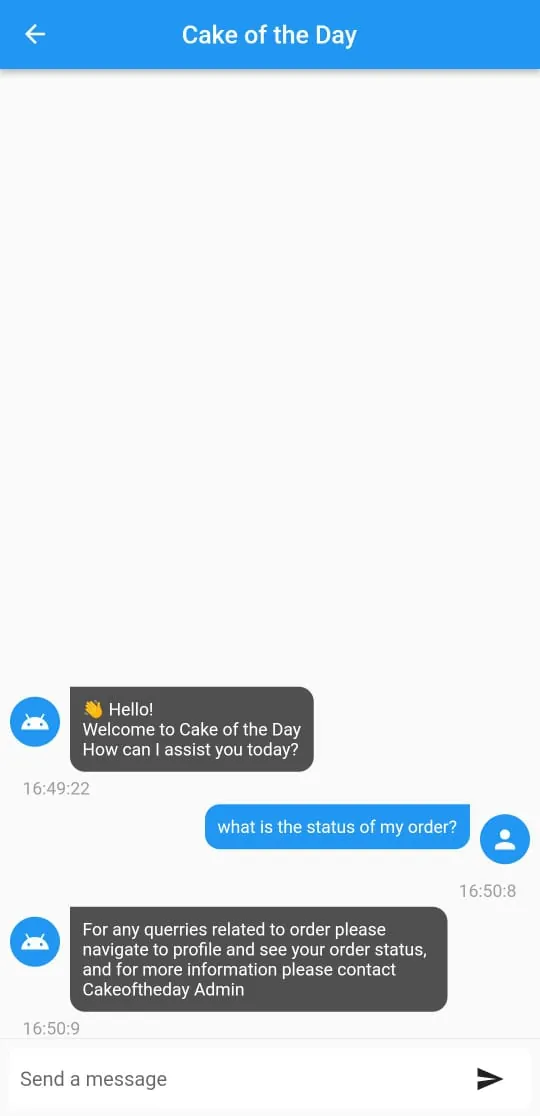 Cake of the Day
👋 Hello!
Welcome to Cake of the Day
How can I assist you today?
16:49:22
what is the status of my order?
16:50:8
For any querries related to order please
navigate to profile and see your order status,
and for more information please contact
Cakeoftheday Admin
16:50:9
Send a message